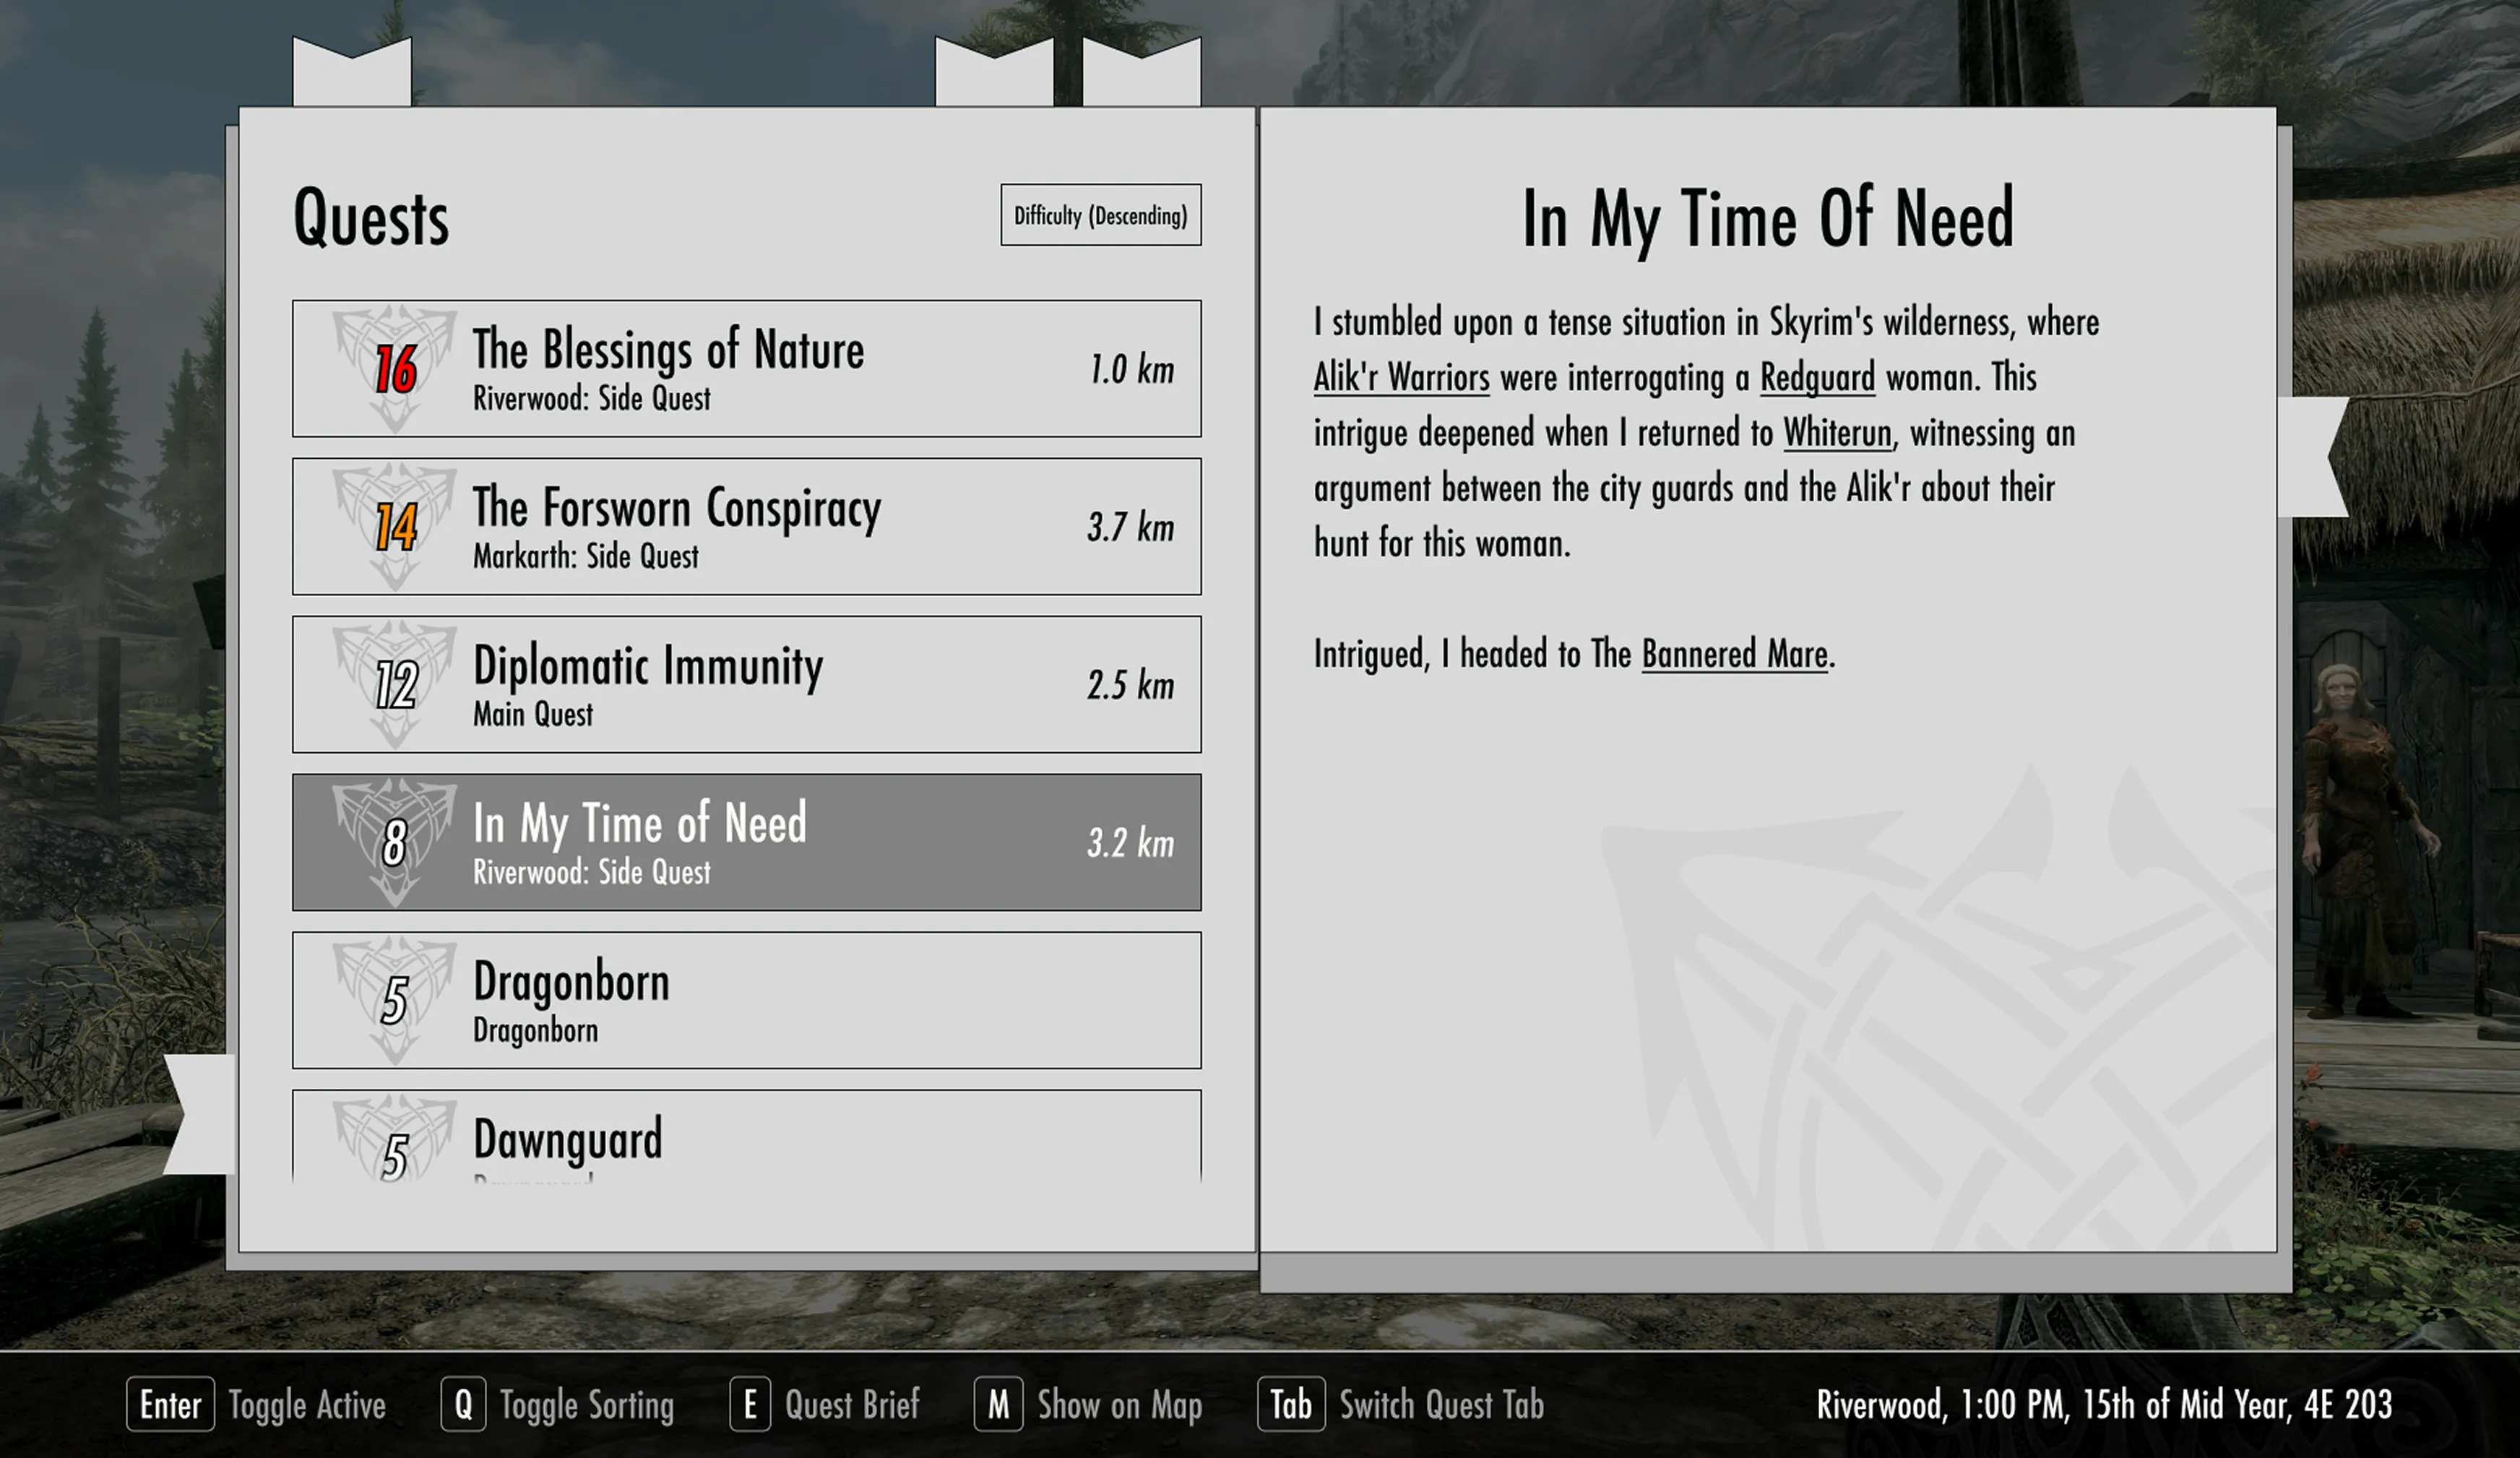 Quests
Difficulty (Descending)
16
The Blessings of Nature
Riverwood: Side Quest
1.0 km
14
The Forsworn Conspiracy
Markarth: Side Quest
3.7 km
12
Diplomatic Immunity
Main Quest
2.5 km
8
In My Time of Need
Riverwood: Side Quest
3.2 km
5
Dragonborn
Dragonborn
5
Dawnguard
In My Time Of Need
I stumbled upon a tense situation in Skyrim's wilderness, where
Alik'r Warriors were interrogating a Redguard woman. This
intrigue deepened when I returned to Whiterun, witnessing an
argument between the city guards and the Alik'r about their
hunt for this woman.
Intrigued, I headed to The Bannered Mare.
Enter Toggle Active Q Toggle Sorting E Quest Brief M Show on Map Tab Switch Quest Tab
Riverwood, 1:00 PM, 15th of Mid Year, 4E 203